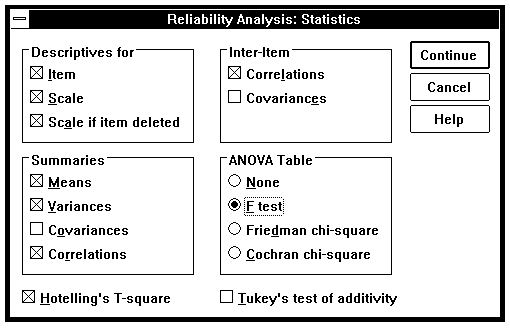 Reliability Analysis: Statistics
Descriptives for
Item
Scale
Scale if item deleted
Inter-Item
Correlations
Covariances
Continue
Cancel
Help
Summaries
Means
Variances
Covariances
Correlations
ANOVA Table
None
F test
Friedman chi-square
Cochran chi-square
Hotelling's T-square
Tukey's test of additivity